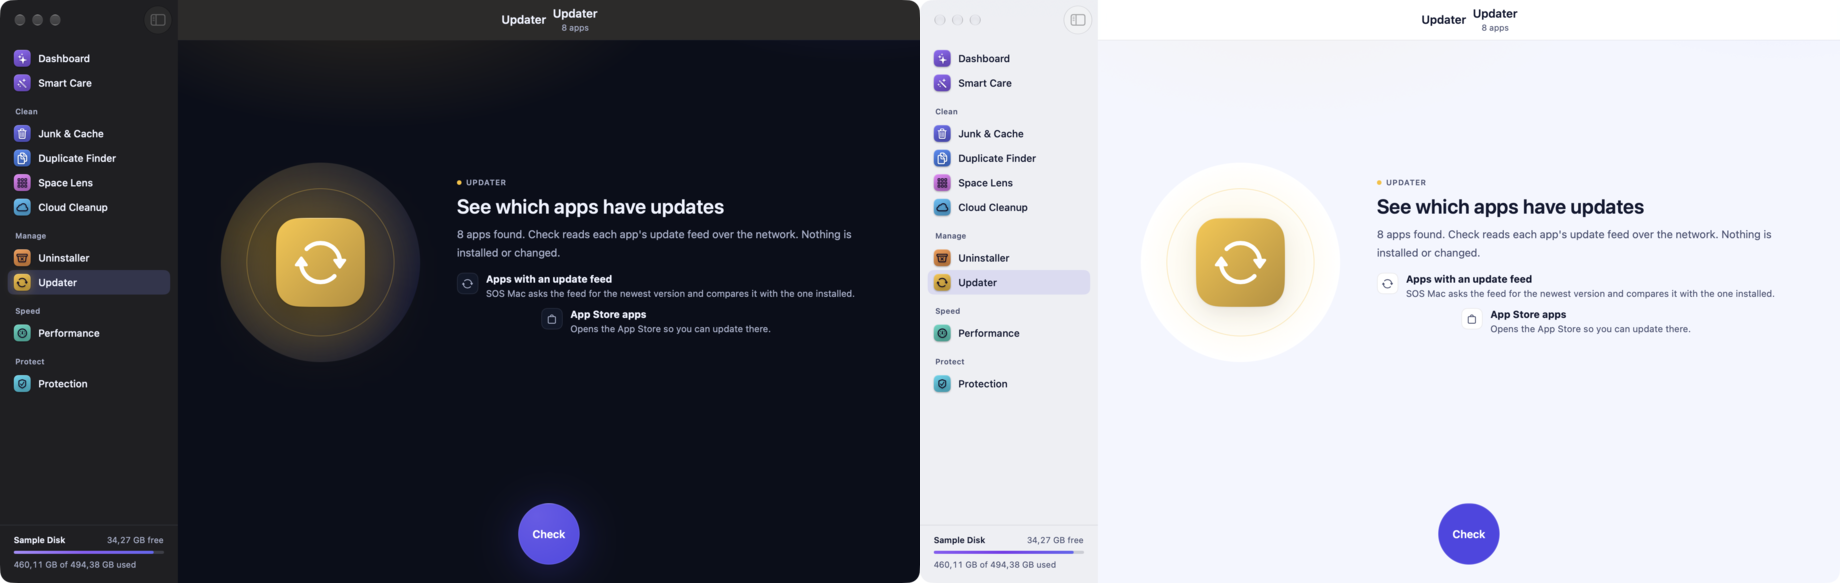 Updater
Updater
8 apps
Dashboard
Smart Care
Clean
Junk & Cache
Duplicate Finder
Space Lens
Cloud Cleanup
Manage
Uninstaller
Updater
Speed
Performance
Protect
Protection
Sample Disk
34,27 GB free
460,11 GB of 494,38 GB used
UPDATER
See which apps have updates
8 apps found. Check reads each app's update feed over the network. Nothing is
installed or changed.
Apps with an update feed
SOS Mac asks the feed for the newest version and compares it with the one installed.
App Store apps
Opens the App Store so you can update there.
Check
Updater
Updater
8 apps
Dashboard
Smart Care
Clean
Junk & Cache
Duplicate Finder
Space Lens
Cloud Cleanup
Manage
Uninstaller
Updater
Speed
Performance
Protect
Protection
Sample Disk
34,27 GB free
460,11 GB of 494,38 GB used
UPDATER
See which apps have updates
8 apps found. Check reads each app's update feed over the network. Nothing is
installed or changed.
Apps with an update feed
SOS Mac asks the feed for the newest version and compares it with the one installed.
App Store apps
Opens the App Store so you can update there.
Check